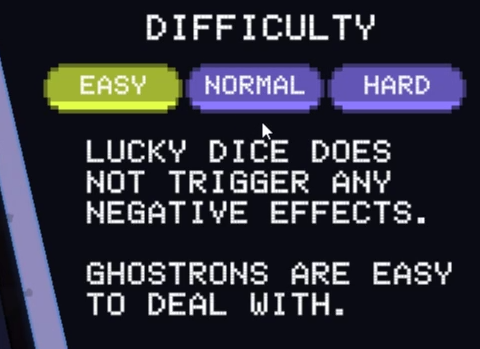 DIFFICULTY
EASY NORMAL HARD
LUCKY DICE DOES
NOT TRIGGER ANY
NEGATIVE EFFECTS.
GHOSTRONS ARE EASY
TO DEAL WITH.